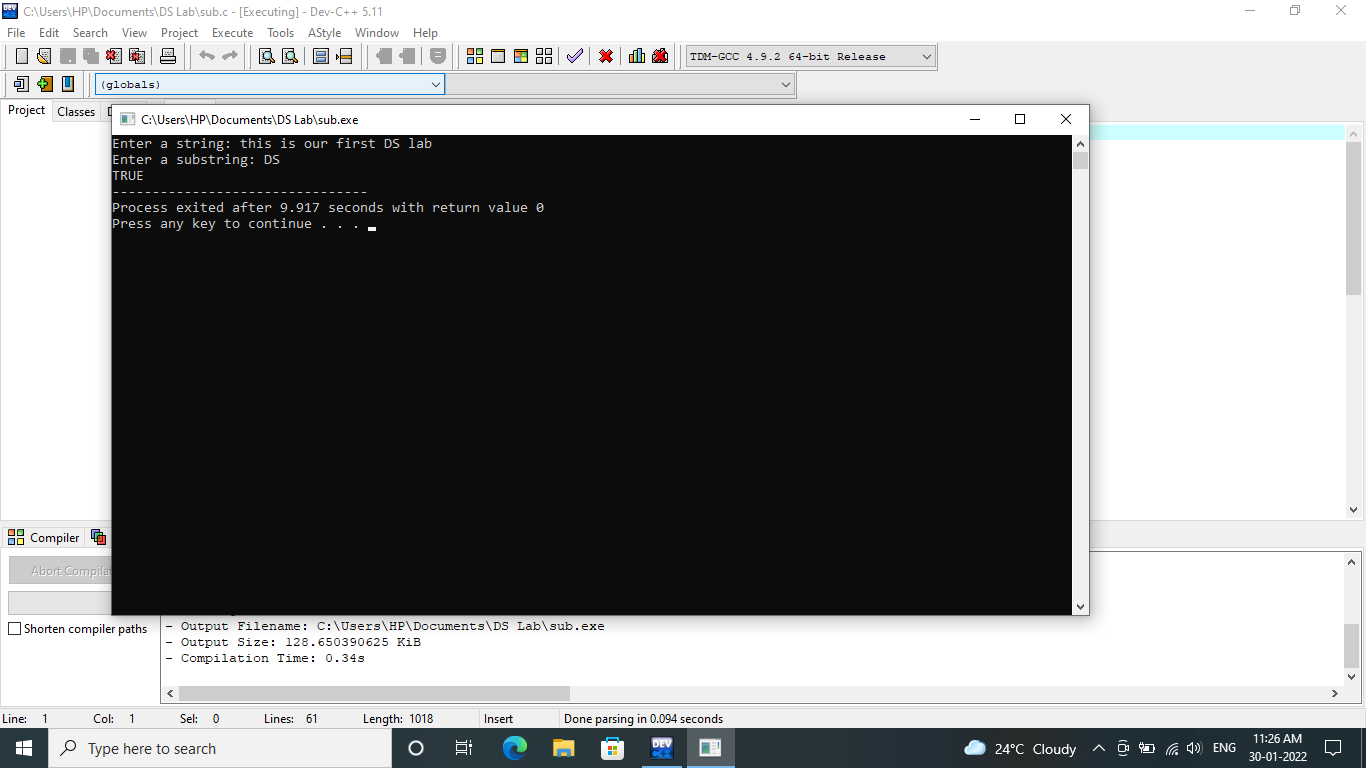 C:\Users\HP\Documents\DS Lab\sub.c - [Executing] - Dev-C++ 5.11
File Edit Search View Project Execute Tools AStyle Window Help
TDM-GCC 4.9.2 64-bit Release
(globals)
Project Classes
C:\Users\HP\Documents\DS Lab\sub.exe
Enter a string: this is our first DS lab
Enter a substring: DS
TRUE
--------------------------------
Process exited after 9.917 seconds with return value 0
Press any key to continue . . .
Compiler
Abort Compilat
Shorten compiler paths
- Output Filename: C:\Users\HP\Documents\DS Lab\sub.exe
- Output Size: 128.650390625 KiB
- Compilation Time: 0.34s
Line: 1 Col: 1 Sel: 0 Lines: 61 Length: 1018 Insert Done parsing in 0.094 seconds
Type here to search
DEV
24°C Cloudy
ENG
11:26 AM
30-01-2022